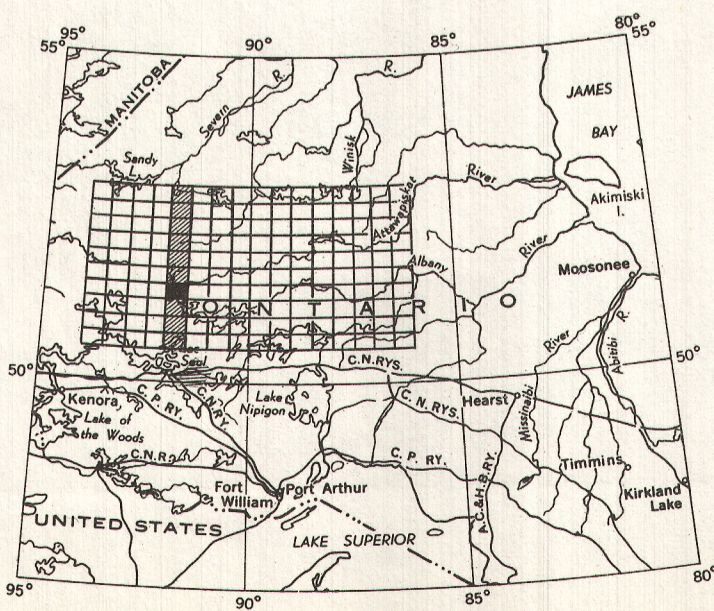 95°
90°
85°
80°
55°
55°
MANITOBA
Severn
R.
R.
Winisk
JAMES
BAY
Sandy
L.
Attawapiskat
River
Akimiski
I.
River
Albany
Moosonee
ONTARIO
Seul
C.N.RYS.
River
Abitibi
R.
50°
50°
Kenora
C. P. RY.
C.N.RY.
Lake
Nipigon
C. N. RYS.
Hearst
Missinaibi
Lake of
the Woods
C.N.R.
C. P. RY.
Timmins
Fort
William
Port Arthur
A.C.&H.B.RY.
Kirkland
Lake
UNITED STATES
LAKE SUPERIOR
95°
90°
85°
80°